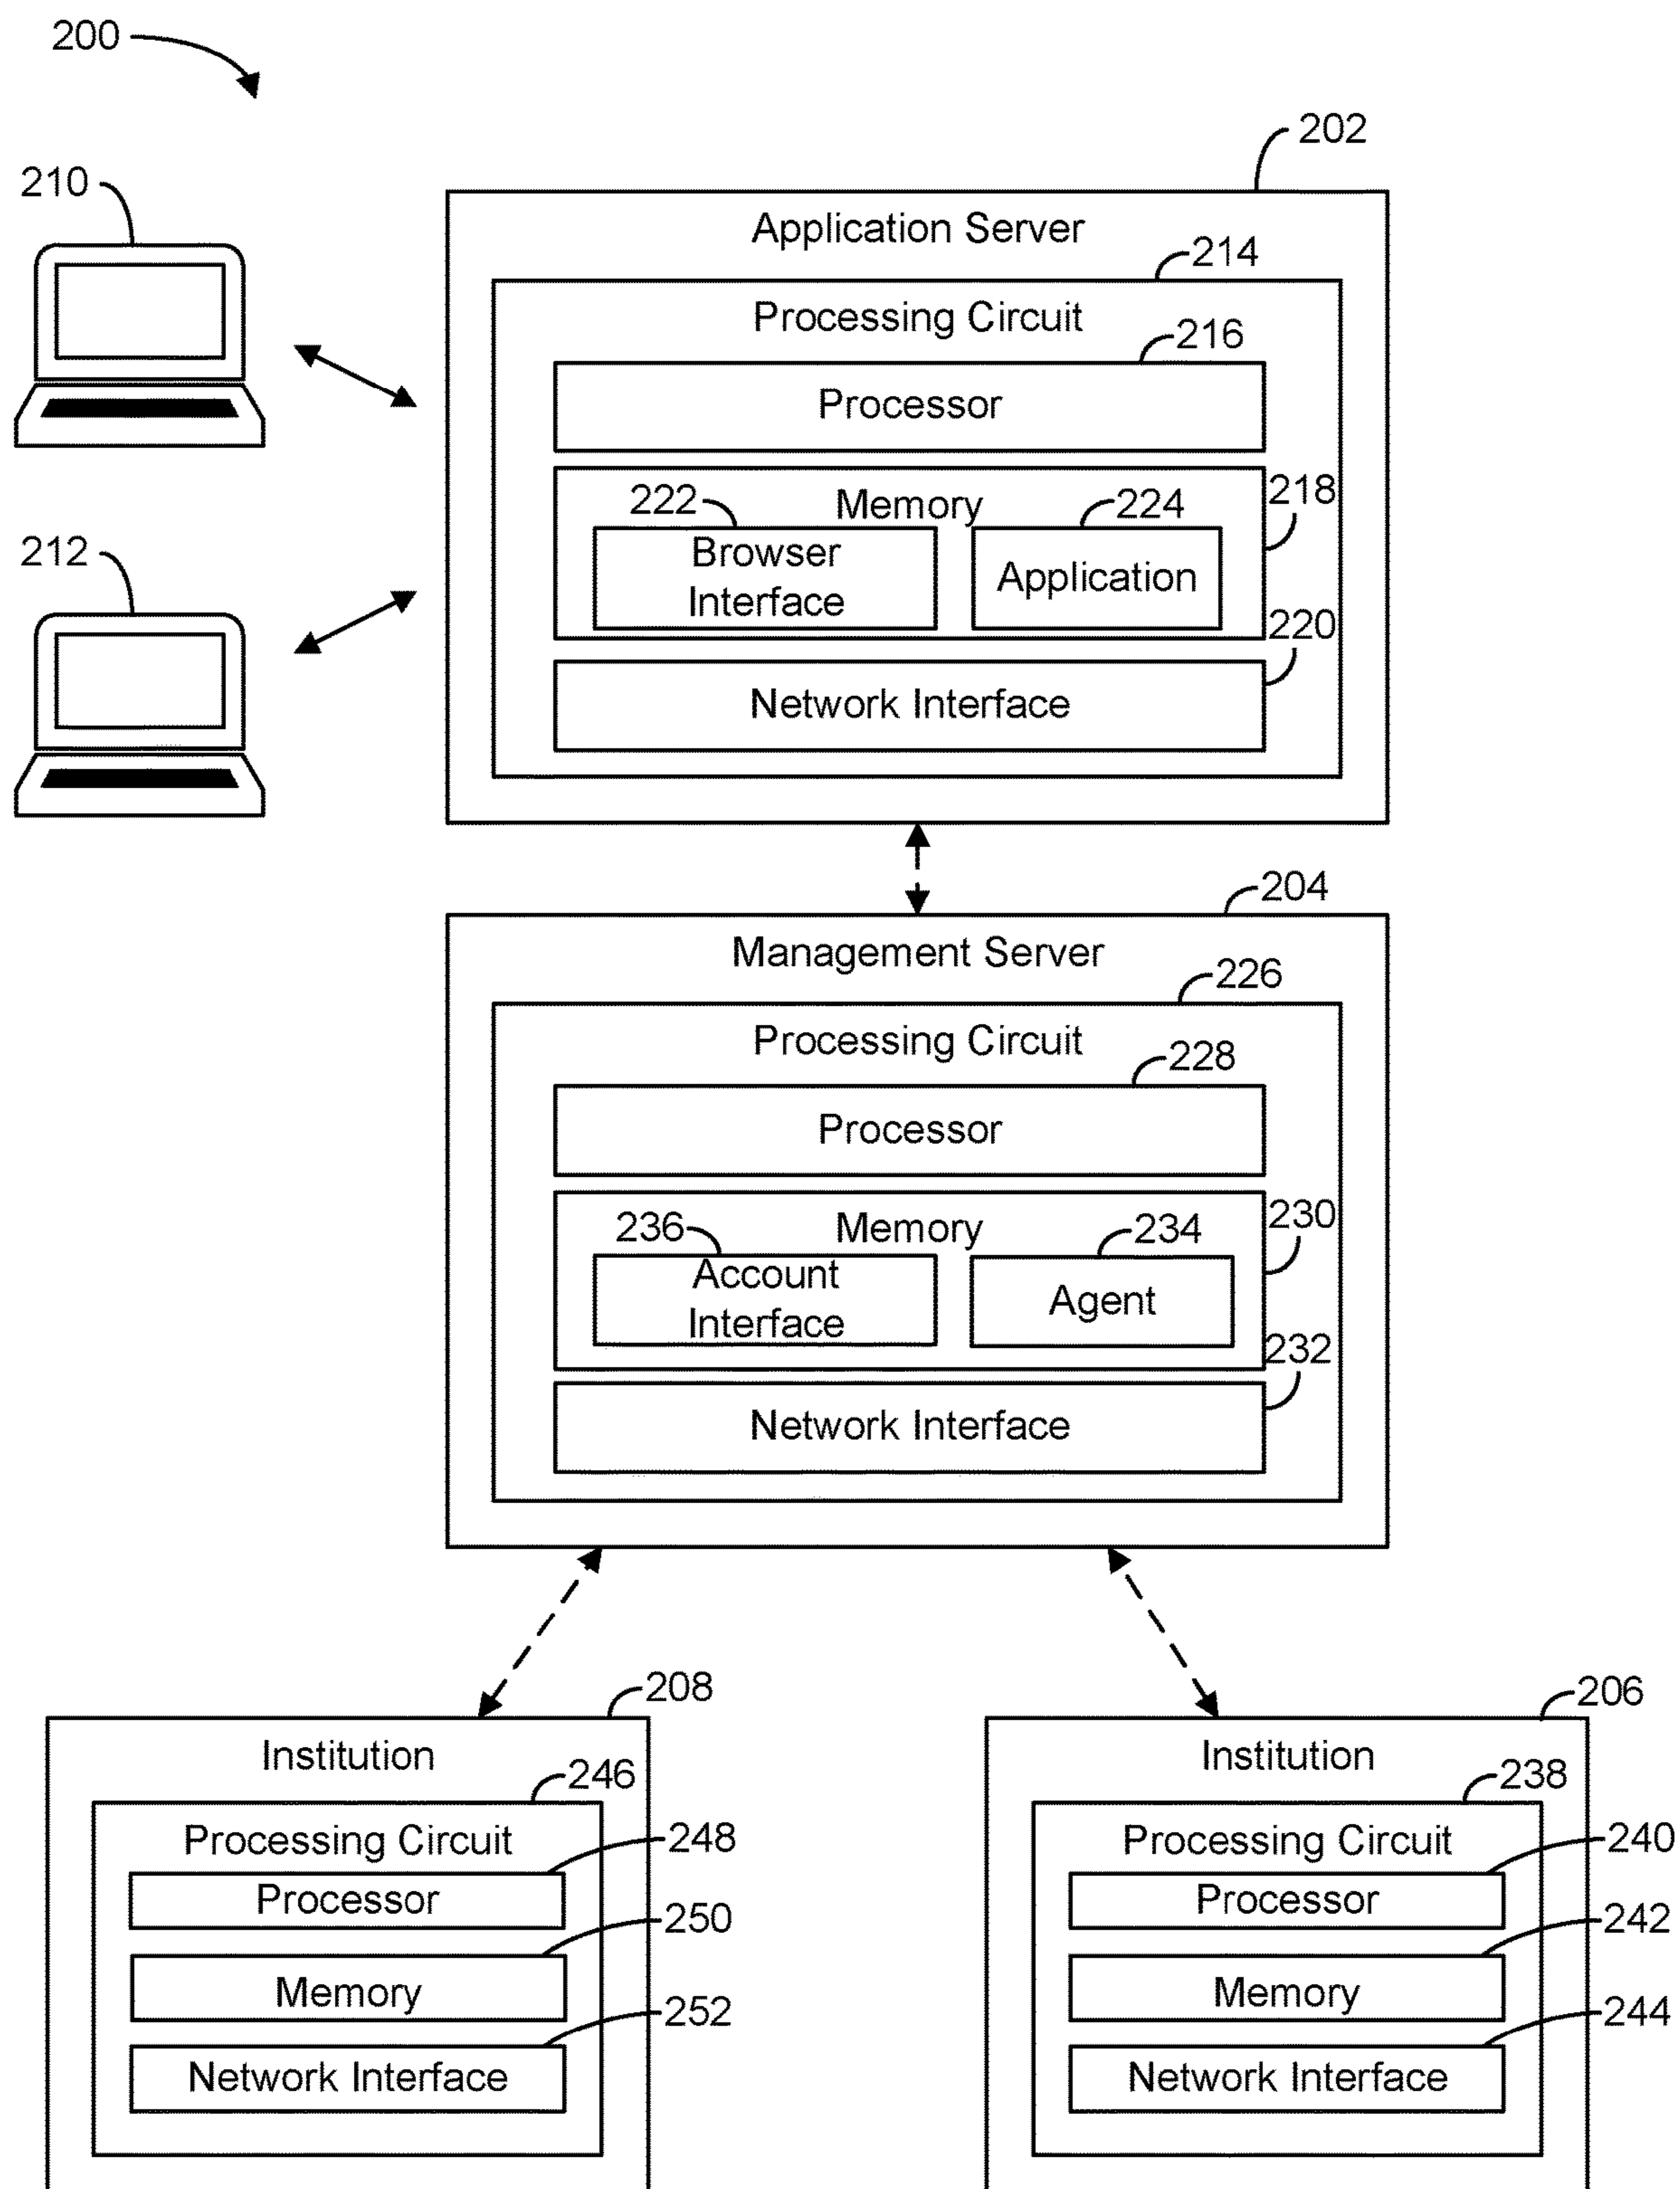 200
202
210
Application Server
214
Processing Circuit
216
Processor
218
222
Memory
224
Browser
Interface
Application
212
220
Network Interface
204
Management Server
226
Processing Circuit
228
Processor
230
236
Memory
234
Account
Interface
Agent
232
Network Interface
208
Institution
246
Processing Circuit
248
Processor
250
Memory
252
Network Interface
206
Institution
238
Processing Circuit
240
Processor
242
Memory
244
Network Interface